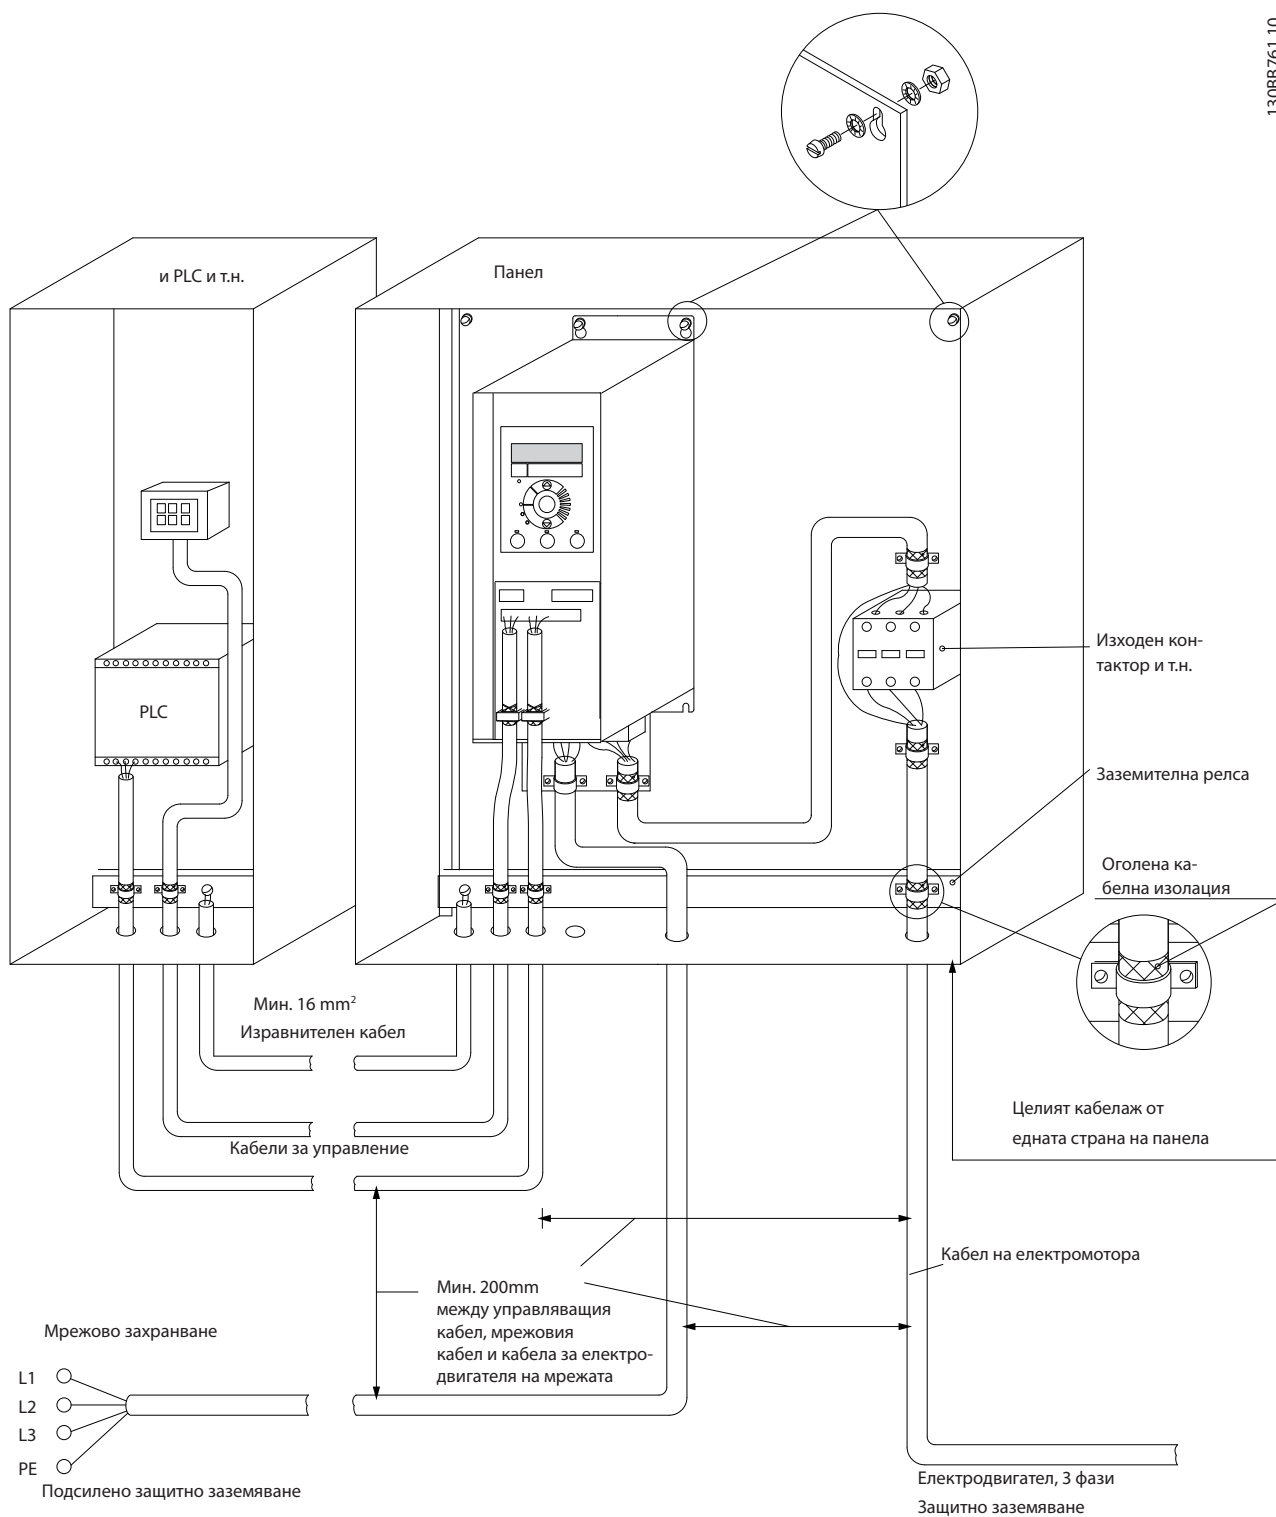 130BB761.10
и PLC и т.н.
Панел
PLC
Изходен кон-
тактор и т.н.
Заземителна релса
Оголена ка-
белна изолация
Мин. 16 mm²
Изравнителен кабел
Целият кабелаж от
едната страна на панела
Кабели за управление
Кабел на електромотора
Мин. 200mm
между управляващия
кабел, мрежовия
кабел и кабела за електро-
двигателя на мрежата
Мрежово захранване
L1
L2
L3
PE
Подсилено защитно заземяване
Електродвигател, 3 фази
Защитно заземяване